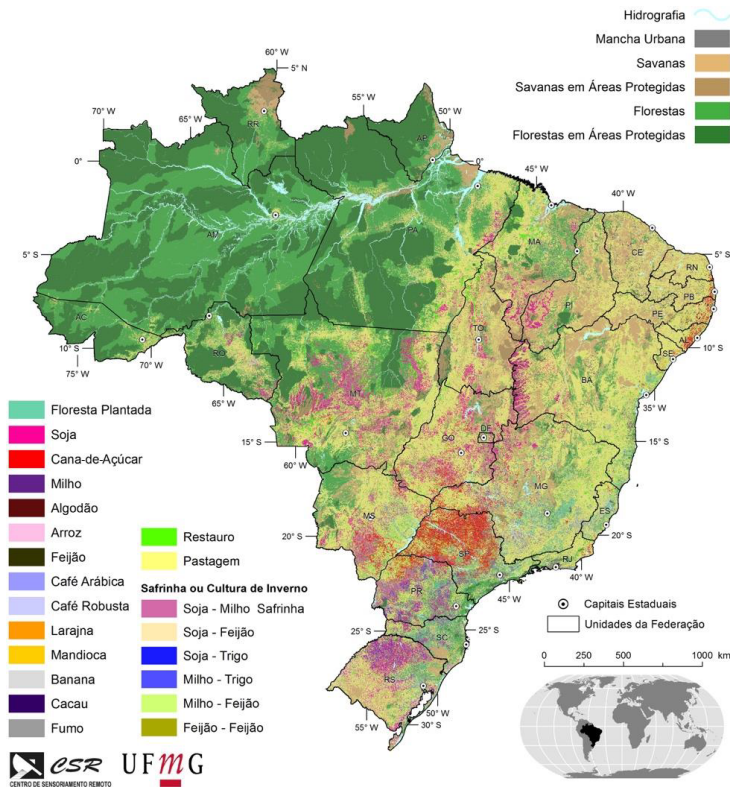 Hidrografia
Mancha Urbana
Savanas
Savanas em Áreas Protegidas
Florestas
Florestas em Áreas Protegidas
60° W
5° N
70° W
65° W
55° W
50° W
45° W
40° W
0°
0°
RR
AP
AM
PA
MA
CE
RN
PB
PE
PI
AL
SE
BA
TO
AC
RO
MT
GO
DF
MG
ES
MS
SP
RJ
PR
SC
RS
5° S
5° S
10° S
10° S
75° W
70° W
65° W
35° W
15° S
15° S
60° W
20° S
20° S
40° W
45° W
25° S
25° S
50° W
55° W
30° S
Floresta Plantada
Soja
Cana-de-Açúcar
Milho
Algodão
Arroz
Feijão
Café Arábica
Café Robusta
Larajna
Mandioca
Banana
Cacau
Fumo
Restauro
Pastagem
Safrinha ou Cultura de Inverno
Soja - Milho Safrinha
Soja - Feijão
Soja - Trigo
Milho - Trigo
Milho - Feijão
Feijão - Feijão
Capitais Estaduais
Unidades da Federação
0 250 500 1000 km
CSR
CENTRO DE SENSORIAMENTO REMOTO
UFmG